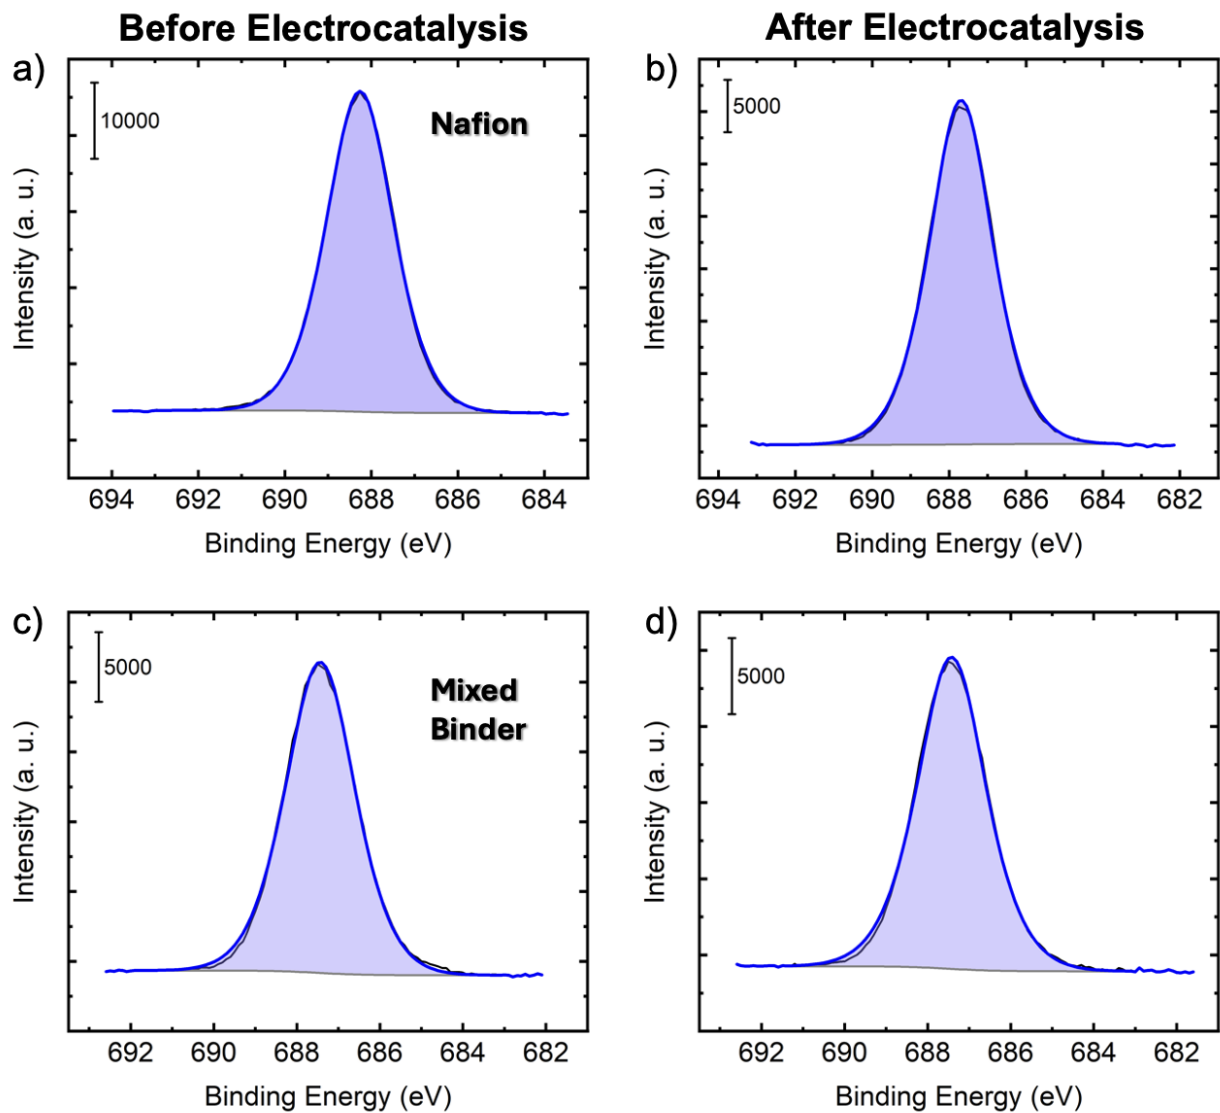 Before Electrocatalysis
After Electrocatalysis
a)
10000
Nafion
Intensity (a. u.)
694 692 690 688 686 684
Binding Energy (eV)
b)
5000
Intensity (a. u.)
694 692 690 688 686 684 682
Binding Energy (eV)
c)
5000
Mixed
Binder
Intensity (a. u.)
692 690 688 686 684 682
Binding Energy (eV)
d)
5000
Intensity (a. u.)
692 690 688 686 684 682
Binding Energy (eV)